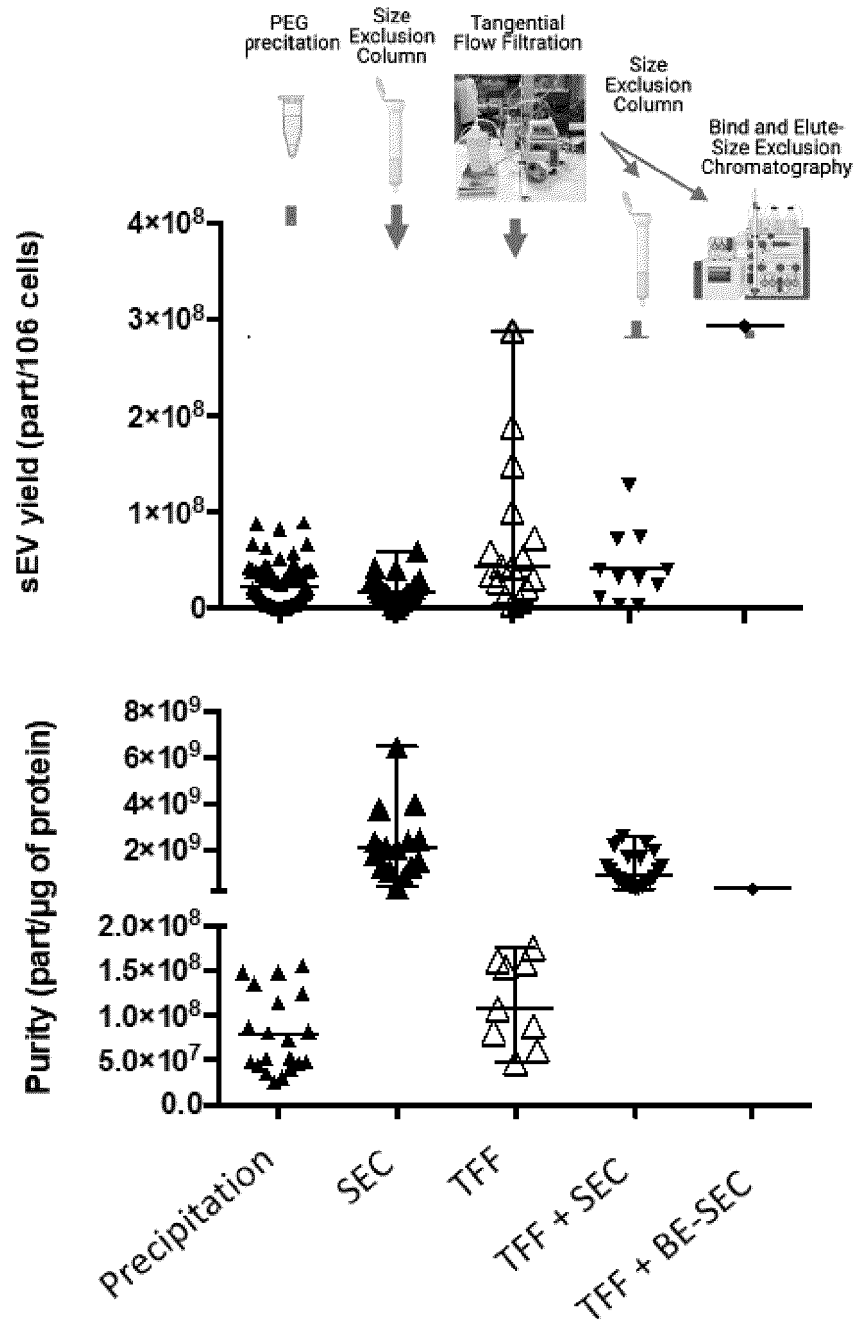 PEG
precitation
Size
Exclusion
Column
Tangential
Flow Filtration
Size
Exclusion
Column
Bind and Elute-
Size Exclusion
Chromatography
sEV yield (part/106 cells)
4×10⁸
3×10⁸
2×10⁸
1×10⁸
0
Purity (part/µg of protein)
8×10⁹
6×10⁹
4×10⁹
2×10⁹
2.0×10⁸
1.5×10⁸
1.0×10⁸
5.0×10⁷
0.0
Precipitation
SEC
TFF
TFF + SEC
TFF + BE-SEC